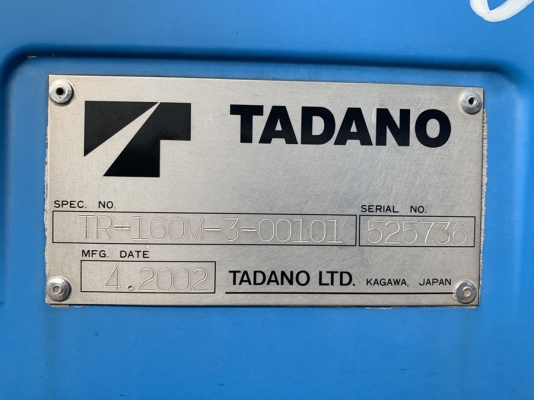 TADANO
SPEC. NO. SERIAL NO.
TR-160M-3-00101 525736
MFG. DATE
4.2002 TADANO LTD. KAGAWA, JAPAN